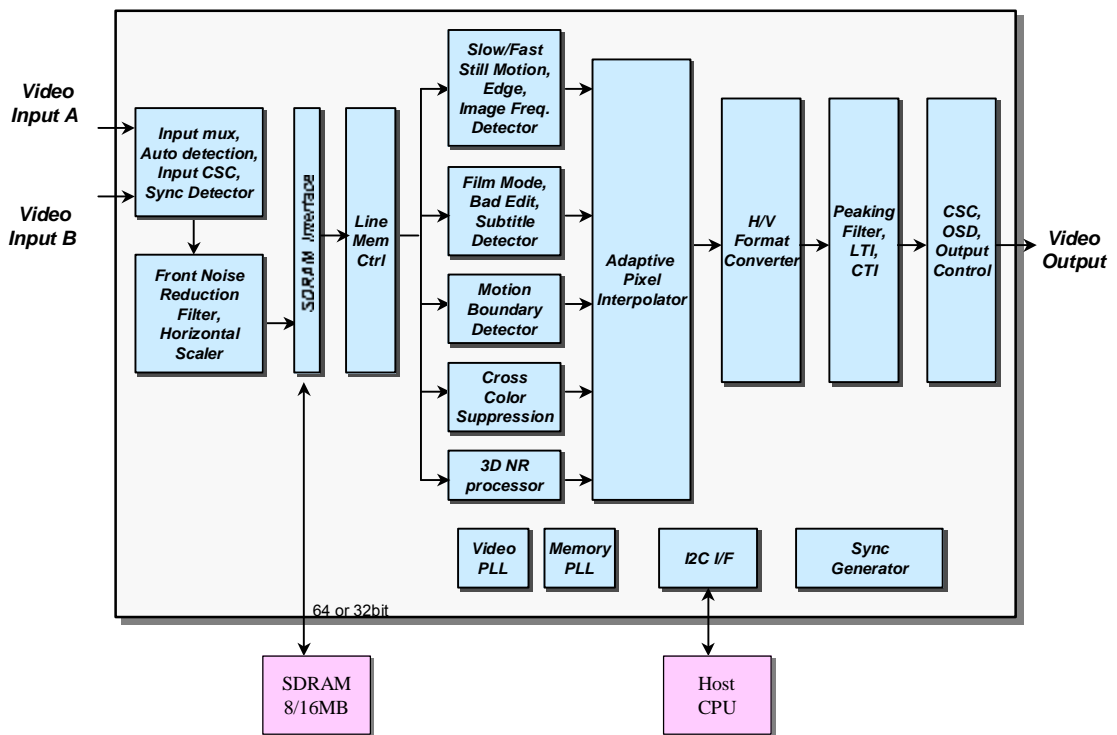 Video
Input A
Video
Input B
Input mux,
Auto detection,
Input CSC,
Sync Detector
Front Noise
Reduction
Filter,
Horizontal
Scaler
SDRAM Interface
Line
Mem
Ctrl
Slow/Fast
Still Motion,
Edge,
Image Freq.
Detector
Film Mode,
Bad Edit,
Subtitle
Detector
Motion
Boundary
Detector
Cross
Color
Suppression
3D NR
processor
Adaptive
Pixel
Interpolator
H/V
Format
Converter
Peaking
Filter,
LTI,
CTI
CSC,
OSD,
Output
Control
Video
Output
Video
PLL
Memory
PLL
I2C I/F
Sync
Generator
64 or 32bit
SDRAM
8/16MB
Host
CPU